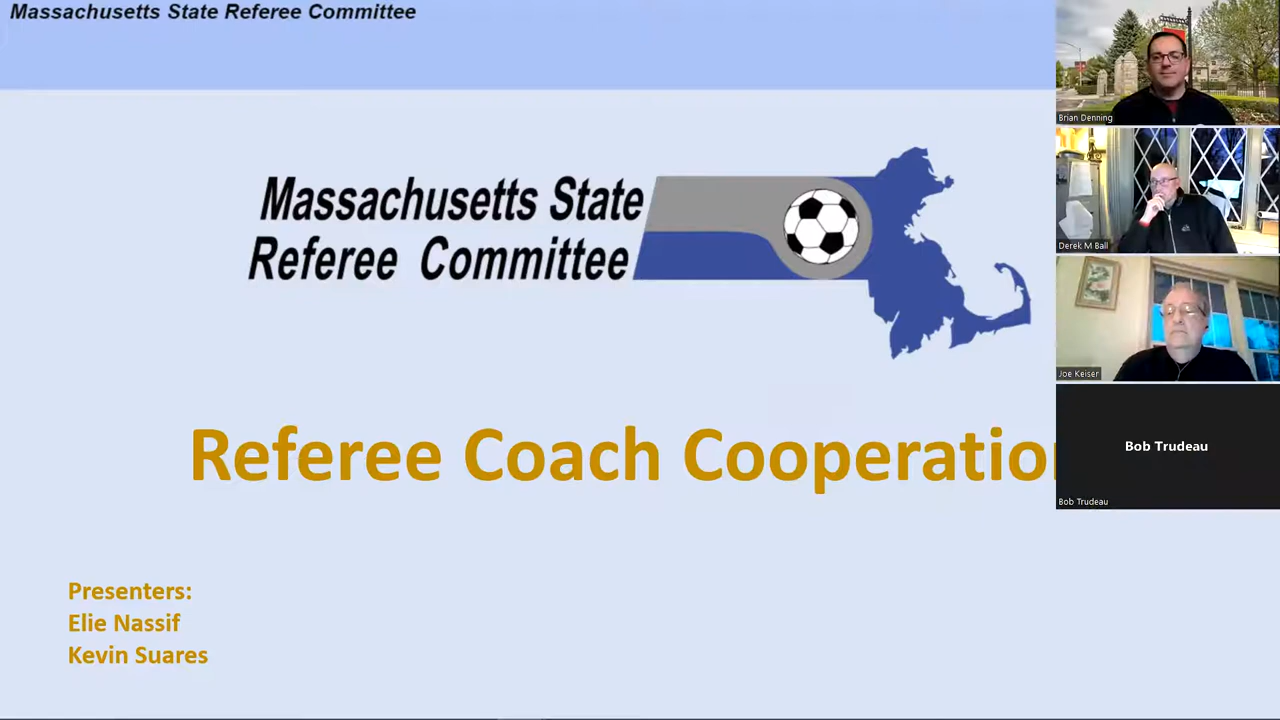 Massachusetts State Referee Committee
Massachusetts State
Referee Committee
Referee Coach Cooperatio
Presenters:
Elie Nassif
Kevin Suares
Brian Denning
Derek M Ball
Joe Keiser
Bob Trudeau
Bob Trudeau